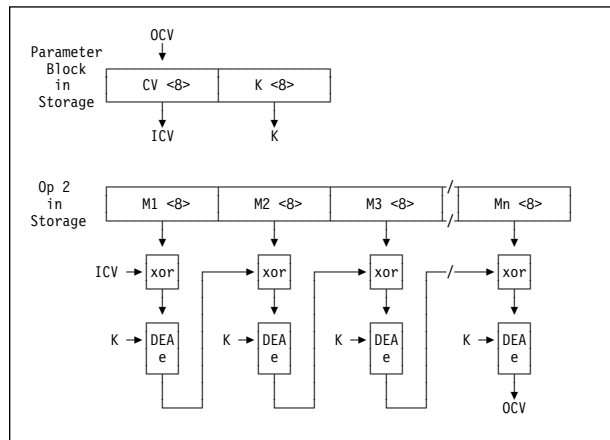 OCV
Parameter
Block
in
Storage
CV <8> K <8>
ICV K
Op 2
in
Storage
M1 <8> M2 <8> M3 <8> / / Mn <8>
ICV xor xor xor / xor
K DEA e K DEA e K DEA e K DEA e
OCV